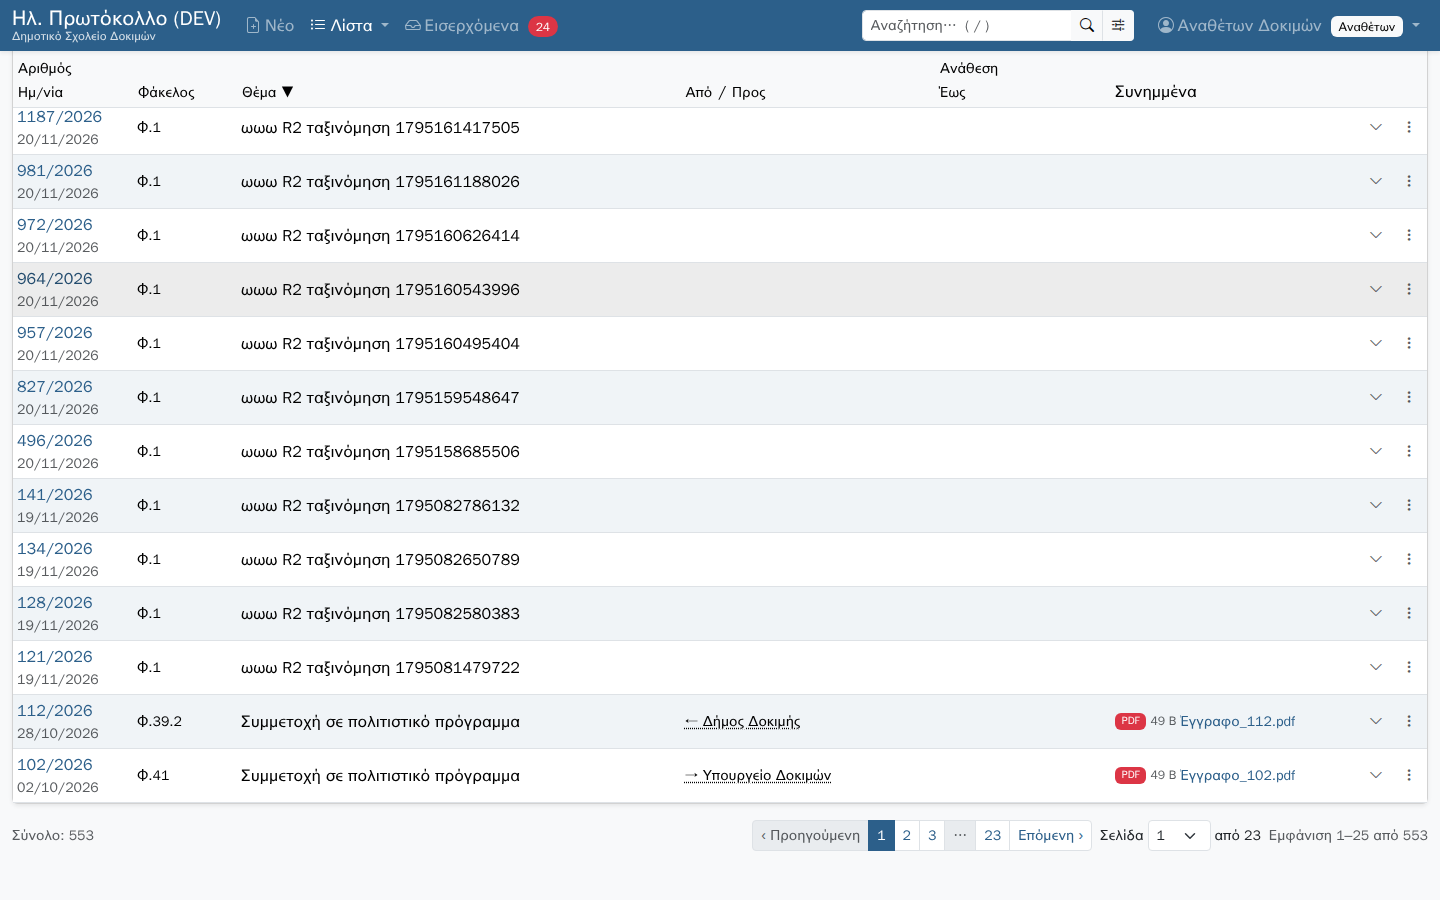 Ηλ. Πρωτόκολλο (DEV)
Δημοτικό Σχολείο Δοκιμών
Νέο
Λίστα
Εισερχόμενα 24
Αναζήτηση… ( / )
Αναθέτων Δοκιμών Αναθέτων
Αριθμός
Ημ/νία
Φάκελος
Θέμα ▼
Από / Προς
Ανάθεση
Έως
Συνημμένα
1187/2026
20/11/2026
Φ.1
ωωω R2 ταξινόμηση 1795161417505
981/2026
20/11/2026
Φ.1
ωωω R2 ταξινόμηση 1795161188026
972/2026
20/11/2026
Φ.1
ωωω R2 ταξινόμηση 1795160626414
964/2026
20/11/2026
Φ.1
ωωω R2 ταξινόμηση 1795160543996
957/2026
20/11/2026
Φ.1
ωωω R2 ταξινόμηση 1795160495404
827/2026
20/11/2026
Φ.1
ωωω R2 ταξινόμηση 1795159548647
496/2026
20/11/2026
Φ.1
ωωω R2 ταξινόμηση 1795158685506
141/2026
19/11/2026
Φ.1
ωωω R2 ταξινόμηση 1795082786132
134/2026
19/11/2026
Φ.1
ωωω R2 ταξινόμηση 1795082650789
128/2026
19/11/2026
Φ.1
ωωω R2 ταξινόμηση 1795082580383
121/2026
19/11/2026
Φ.1
ωωω R2 ταξινόμηση 1795081479722
112/2026
28/10/2026
Φ.39.2
Συμμετοχή σε πολιτιστικό πρόγραμμα
← Δήμος Δοκιμής
PDF 49 B Έγγραφο_112.pdf
102/2026
02/10/2026
Φ.41
Συμμετοχή σε πολιτιστικό πρόγραμμα
→ Υπουργείο Δοκιμών
PDF 49 B Έγγραφο_102.pdf
Σύνολο: 553
‹ Προηγούμενη 1 2 3 … 23 Επόμενη ›
Σελίδα 1 από 23 Εμφάνιση 1–25 από 553